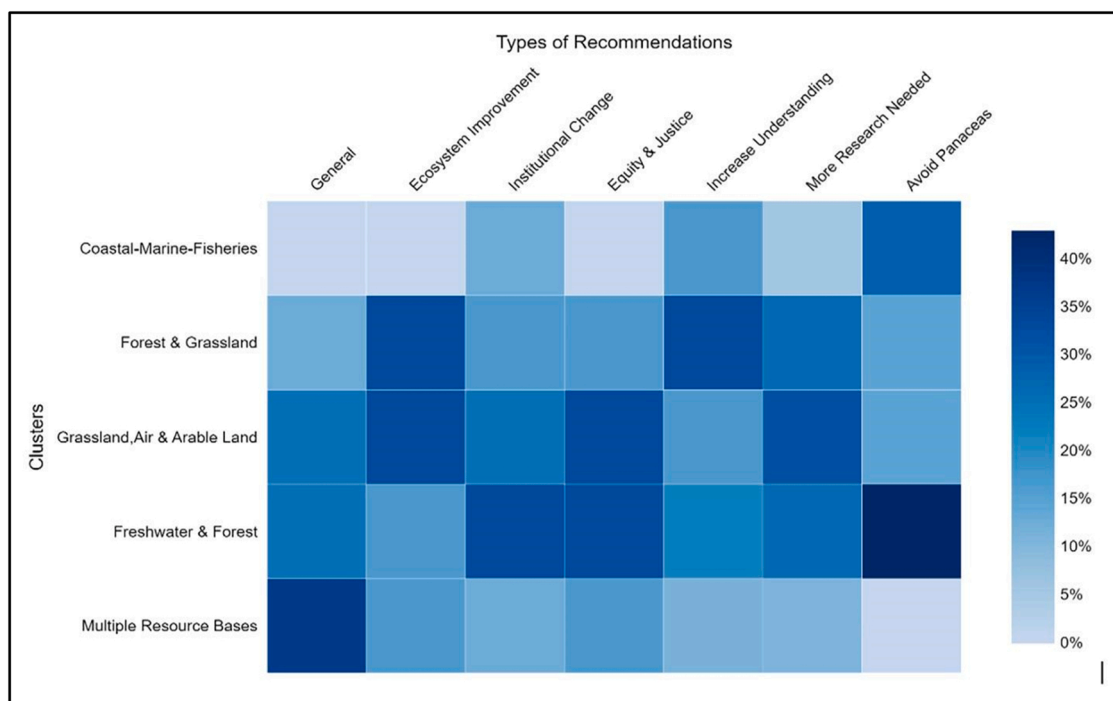 Types of Recommendations
General
Ecosystem Improvement
Institutional Change
Equity & Justice
Increase Understanding
More Research Needed
Avoid Panaceas
Clusters
Coastal-Marine-Fisheries
Forest & Grassland
Grassland,Air & Arable Land
Freshwater & Forest
Multiple Resource Bases
40%
35%
30%
25%
20%
15%
10%
5%
0%